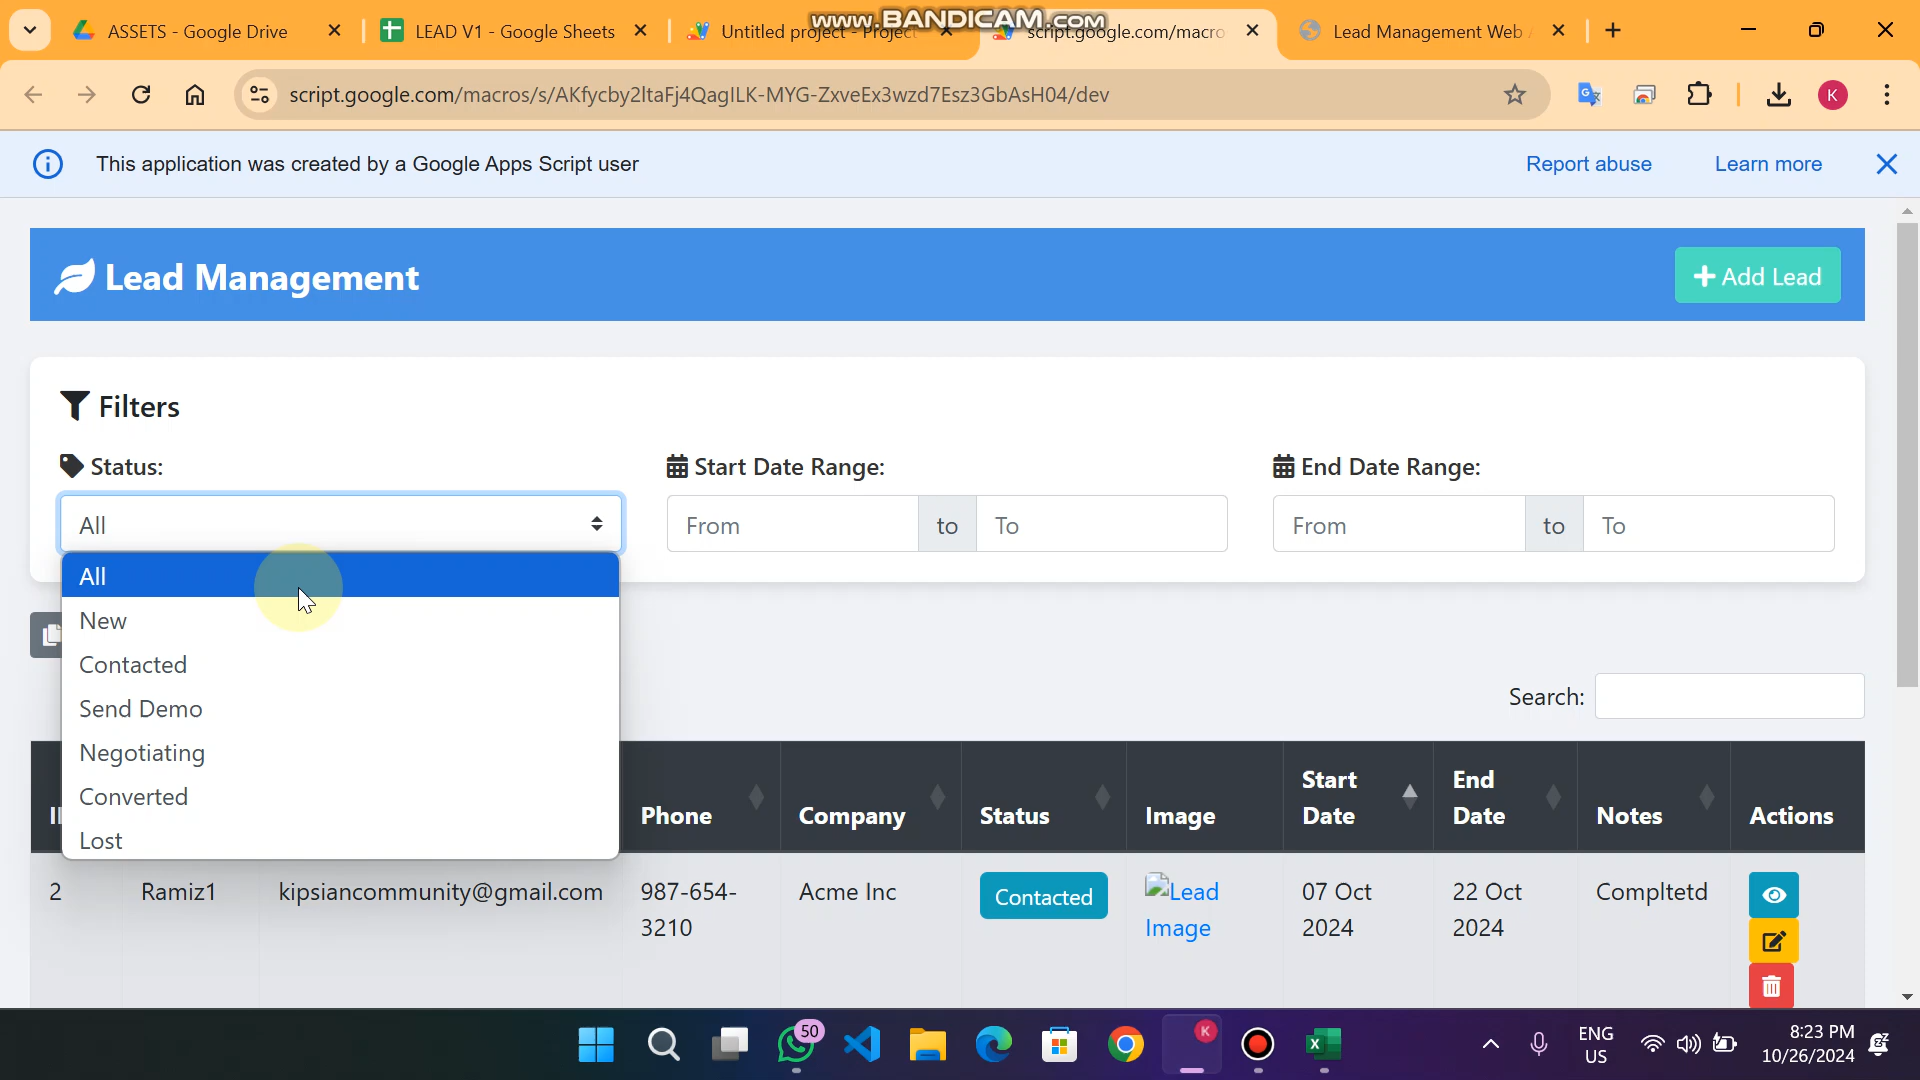 ASSETS - Google Drive
LEAD V1 - Google Sheets
Untitled project - Project
script.google.com/macro
Lead Management Web
www.BANDICAM.com
script.google.com/macros/s/AKfycby2ltaFj4QagILK-MYG-ZxveEx3wzd7Esz3GbAsH04/dev
K
This application was created by a Google Apps Script user
Report abuse
Learn more
Lead Management
Add Lead
Filters
Status:
Start Date Range:
End Date Range:
All
From
to
To
From
to
To
All
New
Contacted
Send Demo
Negotiating
Converted
Lost
Search:
Phone
Company
Status
Image
Start Date
End Date
Notes
Actions
2
Ramiz1
kipsiancommunity@gmail.com
987-654-3210
Acme Inc
Contacted
Lead Image
07 Oct 2024
22 Oct 2024
Compltetd
50
K
ENG
US
8:23 PM
10/26/2024